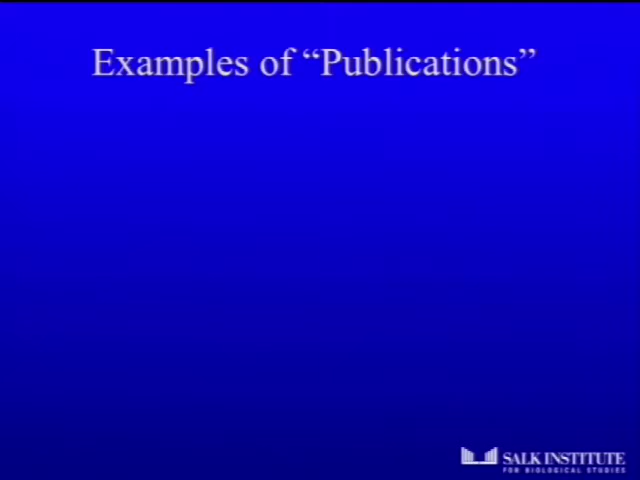 Examples of “Publications”
SALK INSTITUTE
FOR BIOLOGICAL STUDIES